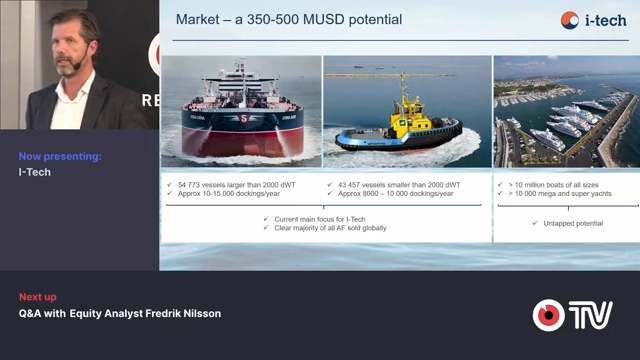 Market – a 350-500 MUSD potential
i-tech
RE
S
✓ 54 773 vessels larger than 2000 dWT
✓ Approx 10-15 000 dockings/year
✓ 43 457 vessels smaller than 2000 dWT
✓ Approx 8000 – 10 000 dockings/year
✓ > 10 million boats of all sizes
✓ > 10 000 mega and super yachts
✓ Current main focus for I-Tech
✓ Clear majority of all AF sold globally
✓ Untapped potential
Now presenting:
I-Tech
Next up
Q&A with Equity Analyst Fredrik Nilsson
TV